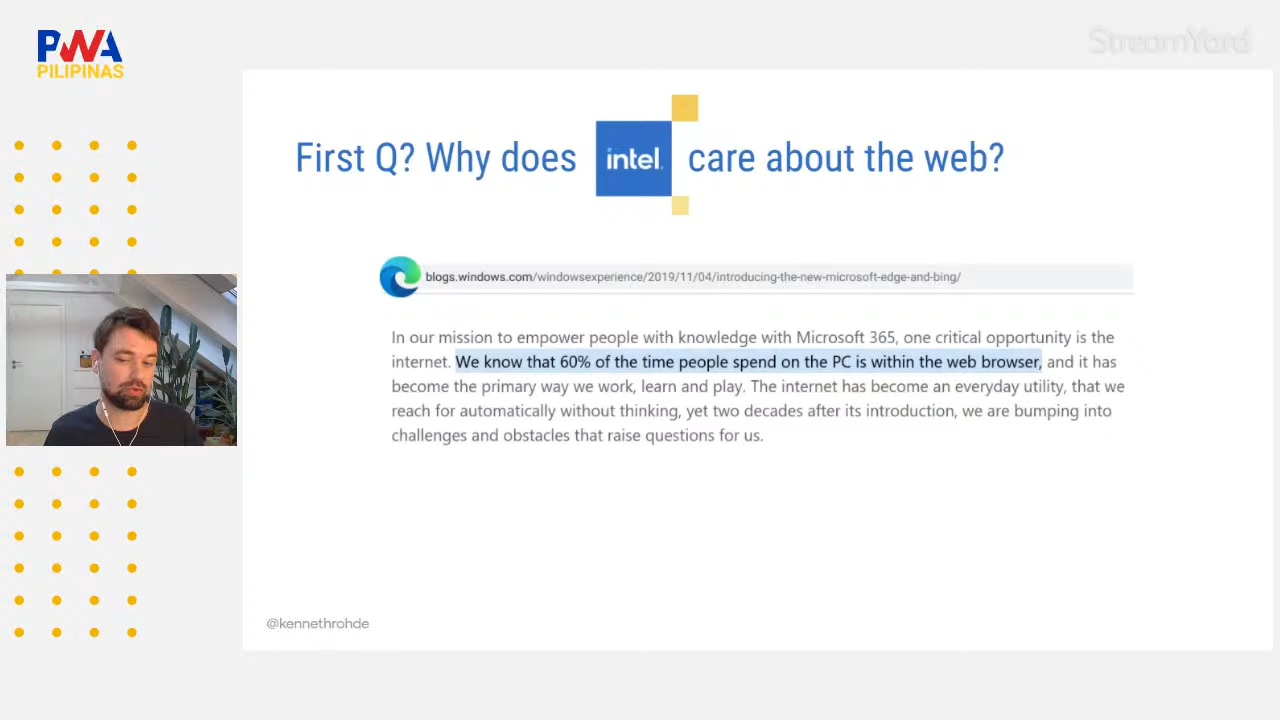 PWA
PILIPINAS
StreamYard
First Q? Why does intel. care about the web?
blogs.windows.com/windowsexperience/2019/11/04/introducing-the-new-microsoft-edge-and-bing/
In our mission to empower people with knowledge with Microsoft 365, one critical opportunity is the
internet. We know that 60% of the time people spend on the PC is within the web browser, and it has
become the primary way we work, learn and play. The internet has become an everyday utility, that we
reach for automatically without thinking, yet two decades after its introduction, we are bumping into
challenges and obstacles that raise questions for us.
@kennethrohde